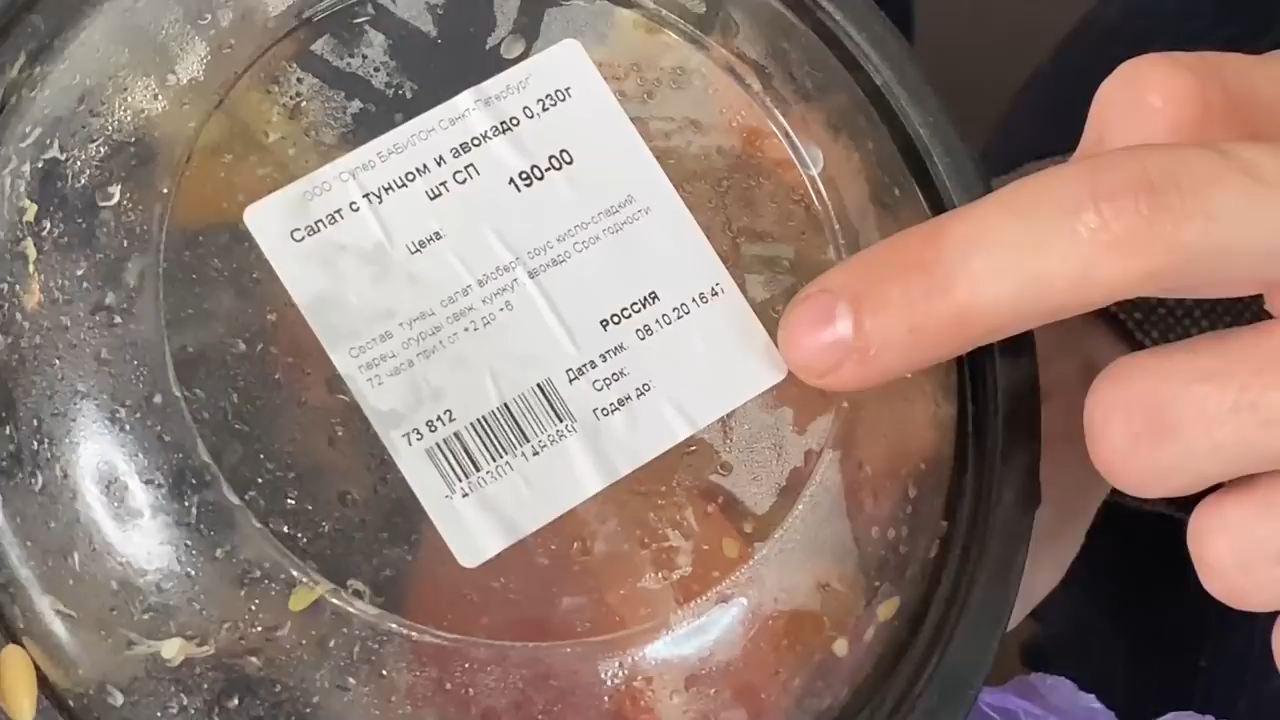 ООО "Супер БАБИЛОН Санкт-Петербург"
Салат с тунцом и авокадо 0,230г
шт СП
Цена: 190-00
Состав: тунец, салат айсберг, соус кисло-сладкий,
перец, огурцы свеж, кунжут, авокадо Срок годности
72 часа при t от +2 до +6
РОССИЯ
Дата этик. 08.10.20 16:47
Срок:
Годен до:
73 812